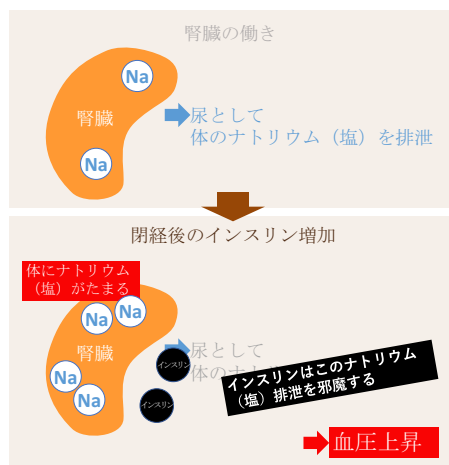 腎臓の働き
Na
腎臓
Na
尿として
体のナトリウム（塩）を排泄
閉経後のインスリン増加
体にナトリウム
（塩）がたまる
Na
Na
腎臓
Na
Na
尿として
体のナト
インスリン
インスリン
インスリンはこのナトリウム
（塩）排泄を邪魔する
血圧上昇